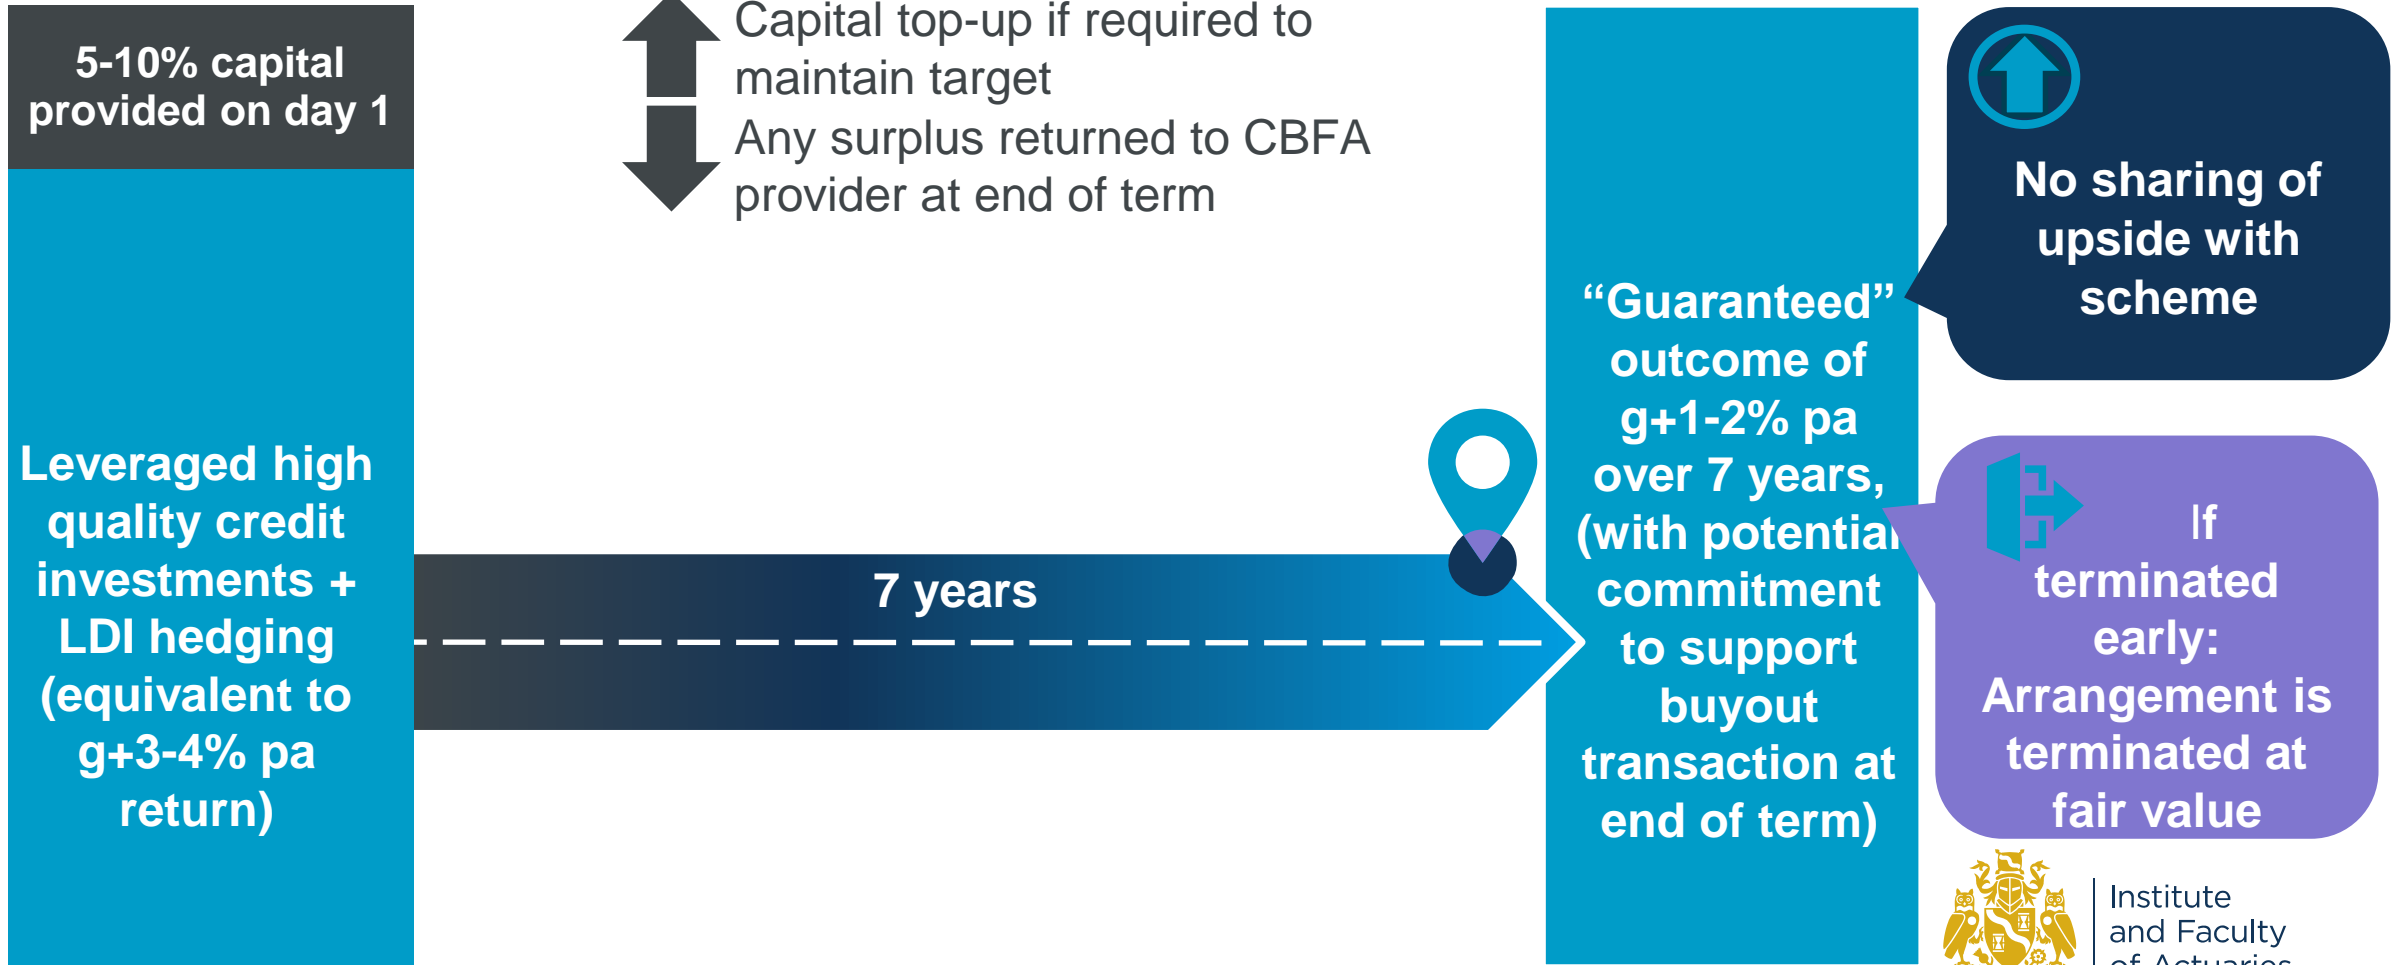 5-10% capital
provided on day 1
Leveraged high
quality credit
investments +
LDI hedging
(equivalent to
g+3-4% pa
return)
Capital top-up if required to
maintain target
Any surplus returned to CBFA
provider at end of term
7 years
“Guaranteed”
outcome of
g+1-2% pa
over 7 years,
(with potential
commitment
to support
buyout
transaction at
end of term)
No sharing of
upside with
scheme
If
terminated
early:
Arrangement is
terminated at
fair value
Institute
and Faculty
of Actuaries